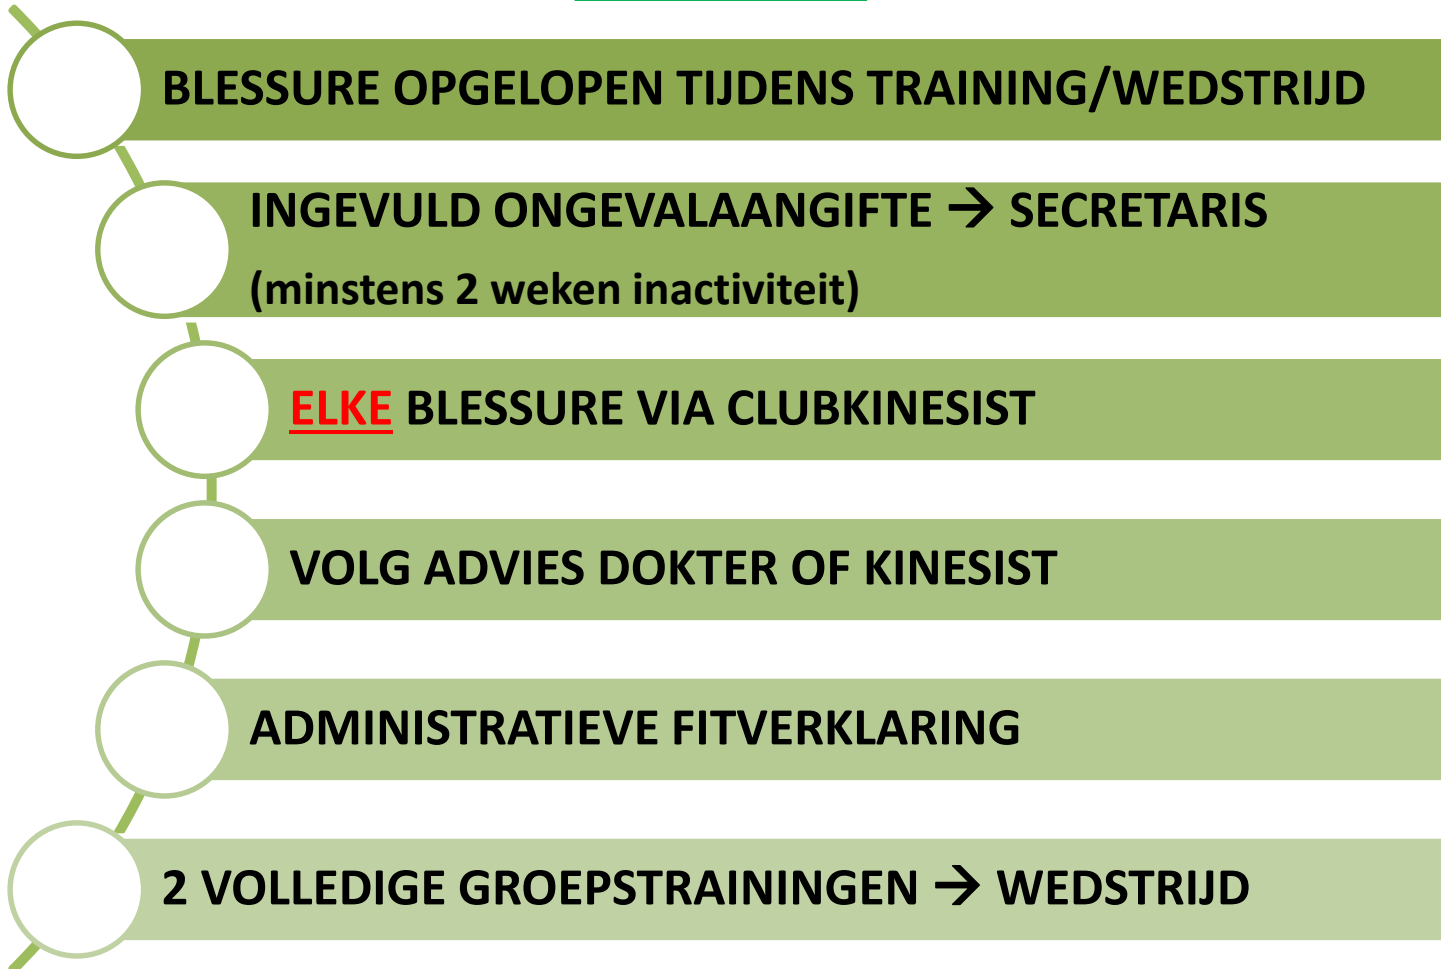 BLESSURE OPGELOPEN TIJDENS TRAINING/WEDSTRIJD
INGEVULD ONGEVALAANGIFTE → SECRETARIS
(minstens 2 weken inactiviteit)
ELKE BLESSURE VIA CLUBKINESIST
VOLG ADVIES DOKTER OF KINESIST
ADMINISTRATIEVE FITVERKLARING
2 VOLLEDIGE GROEPSTRAININGEN → WEDSTRIJD